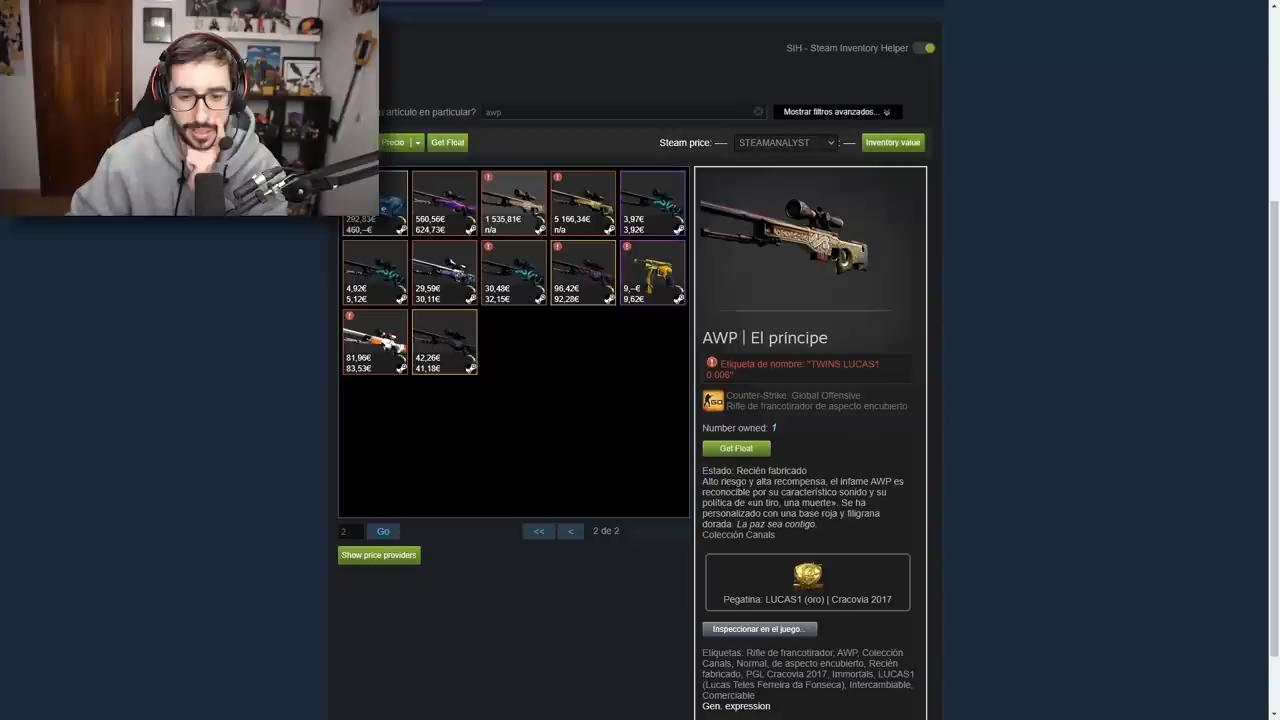 SIH - Steam Inventory Helper
artículo en particular?
awp
Mostrar filtros avanzados...
Precio
Get Float
Steam price: —
STEAMANALYST
: —
Inventory value
292,83€
460,--€
560,56€
624,73€
1 535,81€
n/a
5 166,34€
n/a
3,97€
3,92€
4,92€
5,12€
29,59€
30,11€
30,48€
32,15€
96,42€
92,28€
9,--€
9,62€
81,96€
83,53€
42,26€
41,18€
2
Go
<<
<
2 de 2
Show price providers
AWP | El príncipe
Etiqueta de nombre: "TWINS LUCAS1
0.006"
GO
Counter-Strike: Global Offensive
Rifle de francotirador de aspecto encubierto
Number owned: 1
Get Float
Estado: Recién fabricado
Alto riesgo y alta recompensa, el infame AWP es
reconocible por su característico sonido y su
política de «un tiro, una muerte». Se ha
personalizado con una base roja y filigrana
dorada. La paz sea contigo.
Colección Canals
Pegatina: LUCAS1 (oro) | Cracovia 2017
Inspeccionar en el juego...
Etiquetas: Rifle de francotirador, AWP, Colección
Canals, Normal, de aspecto encubierto, Recién
fabricado, PGL Cracovia 2017, Immortals, LUCAS1
(Lucas Teles Ferreira da Fonseca), Intercambiable,
Comerciable
Gen. expression